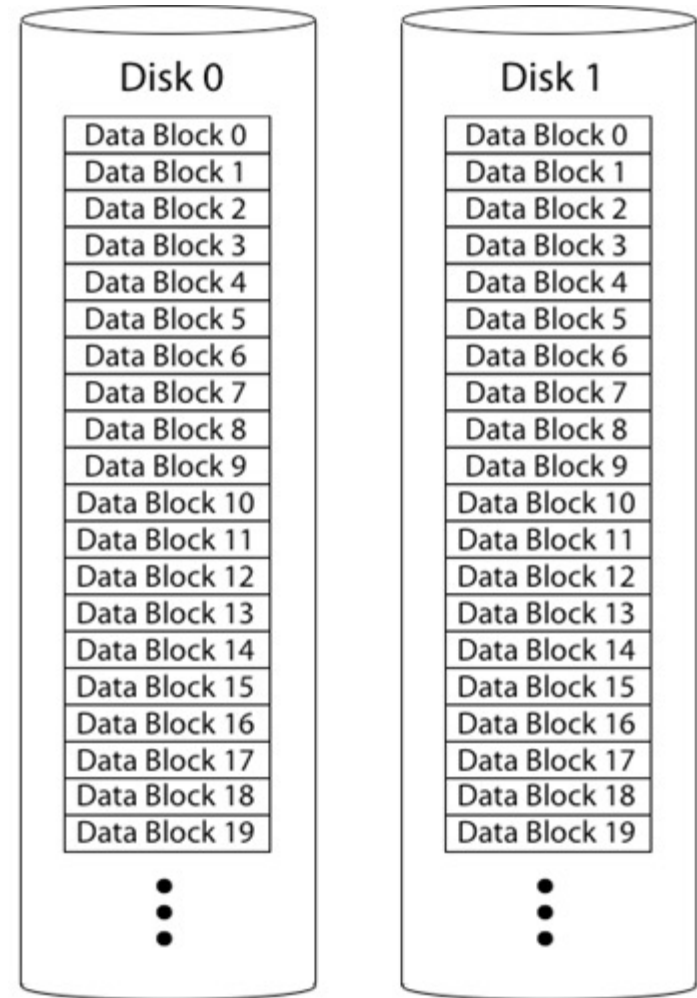 Disk 0
Data Block 0
Data Block 1
Data Block 2
Data Block 3
Data Block 4
Data Block 5
Data Block 6
Data Block 7
Data Block 8
Data Block 9
Data Block 10
Data Block 11
Data Block 12
Data Block 13
Data Block 14
Data Block 15
Data Block 16
Data Block 17
Data Block 18
Data Block 19
Disk 1
Data Block 0
Data Block 1
Data Block 2
Data Block 3
Data Block 4
Data Block 5
Data Block 6
Data Block 7
Data Block 8
Data Block 9
Data Block 10
Data Block 11
Data Block 12
Data Block 13
Data Block 14
Data Block 15
Data Block 16
Data Block 17
Data Block 18
Data Block 19